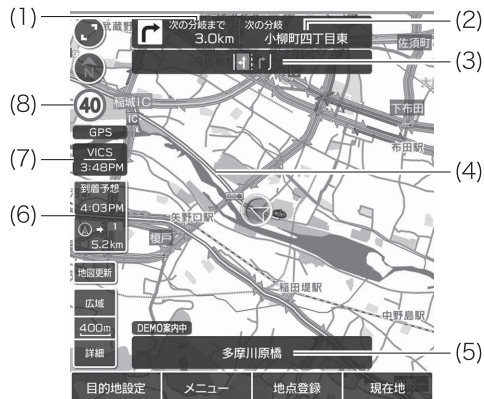 (1)
(2)
(3)
(4)
(5)
(6)
(7)
(8)
武蔵野
次の分岐まで
3.0km
次の分岐
小柳町四丁目東
佐須町
N
40
稲城IC
IC
下布田
布田駅
GPS
VICS
3:48PM
到着予想
4:03PM
1
5.2km
矢野口駅
榎戸
地図更新
稲田堤駅
中野島駅
広域
400m
詳細
DEMO案内中
多摩川原橋
目的地設定
メニュー
地点登録
現在地